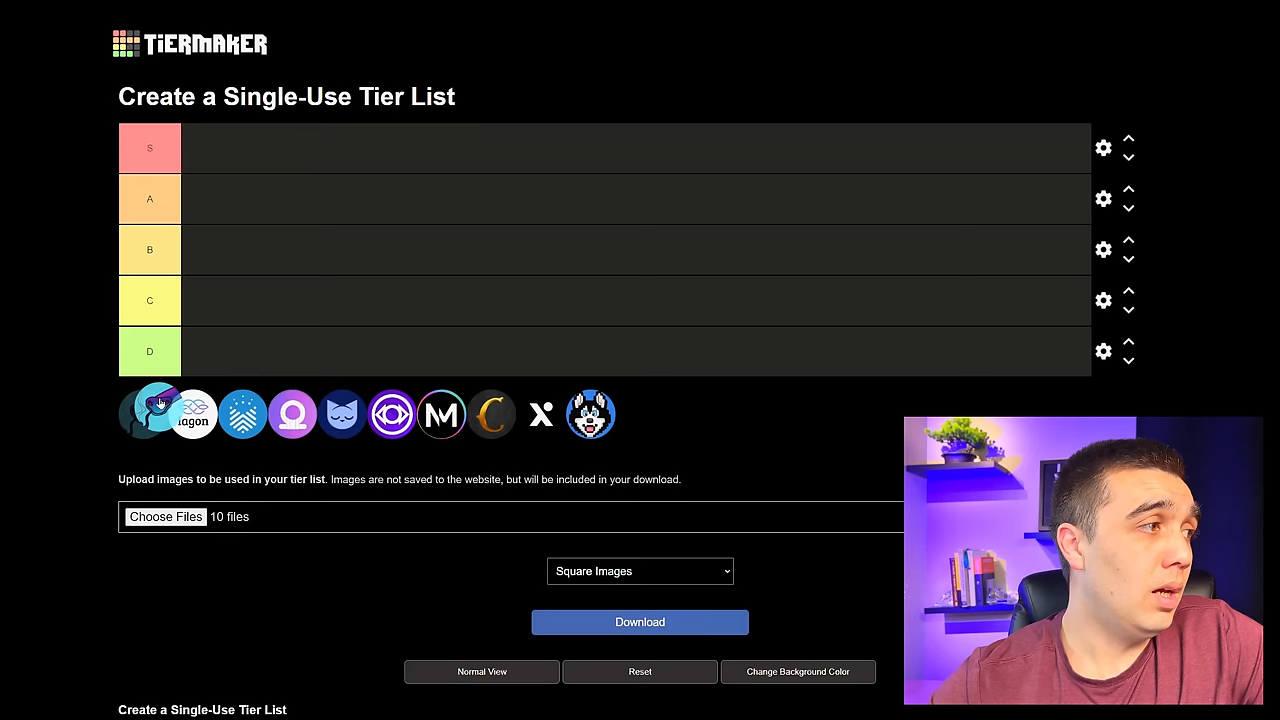 TiERMAKER
Create a Single-Use Tier List
S
A
B
C
D
agon
M
C
X
Upload images to be used in your tier list. Images are not saved to the website, but will be included in your download.
Choose Files 10 files
Square Images
Download
Normal View Reset Change Background Color
Create a Single-Use Tier List